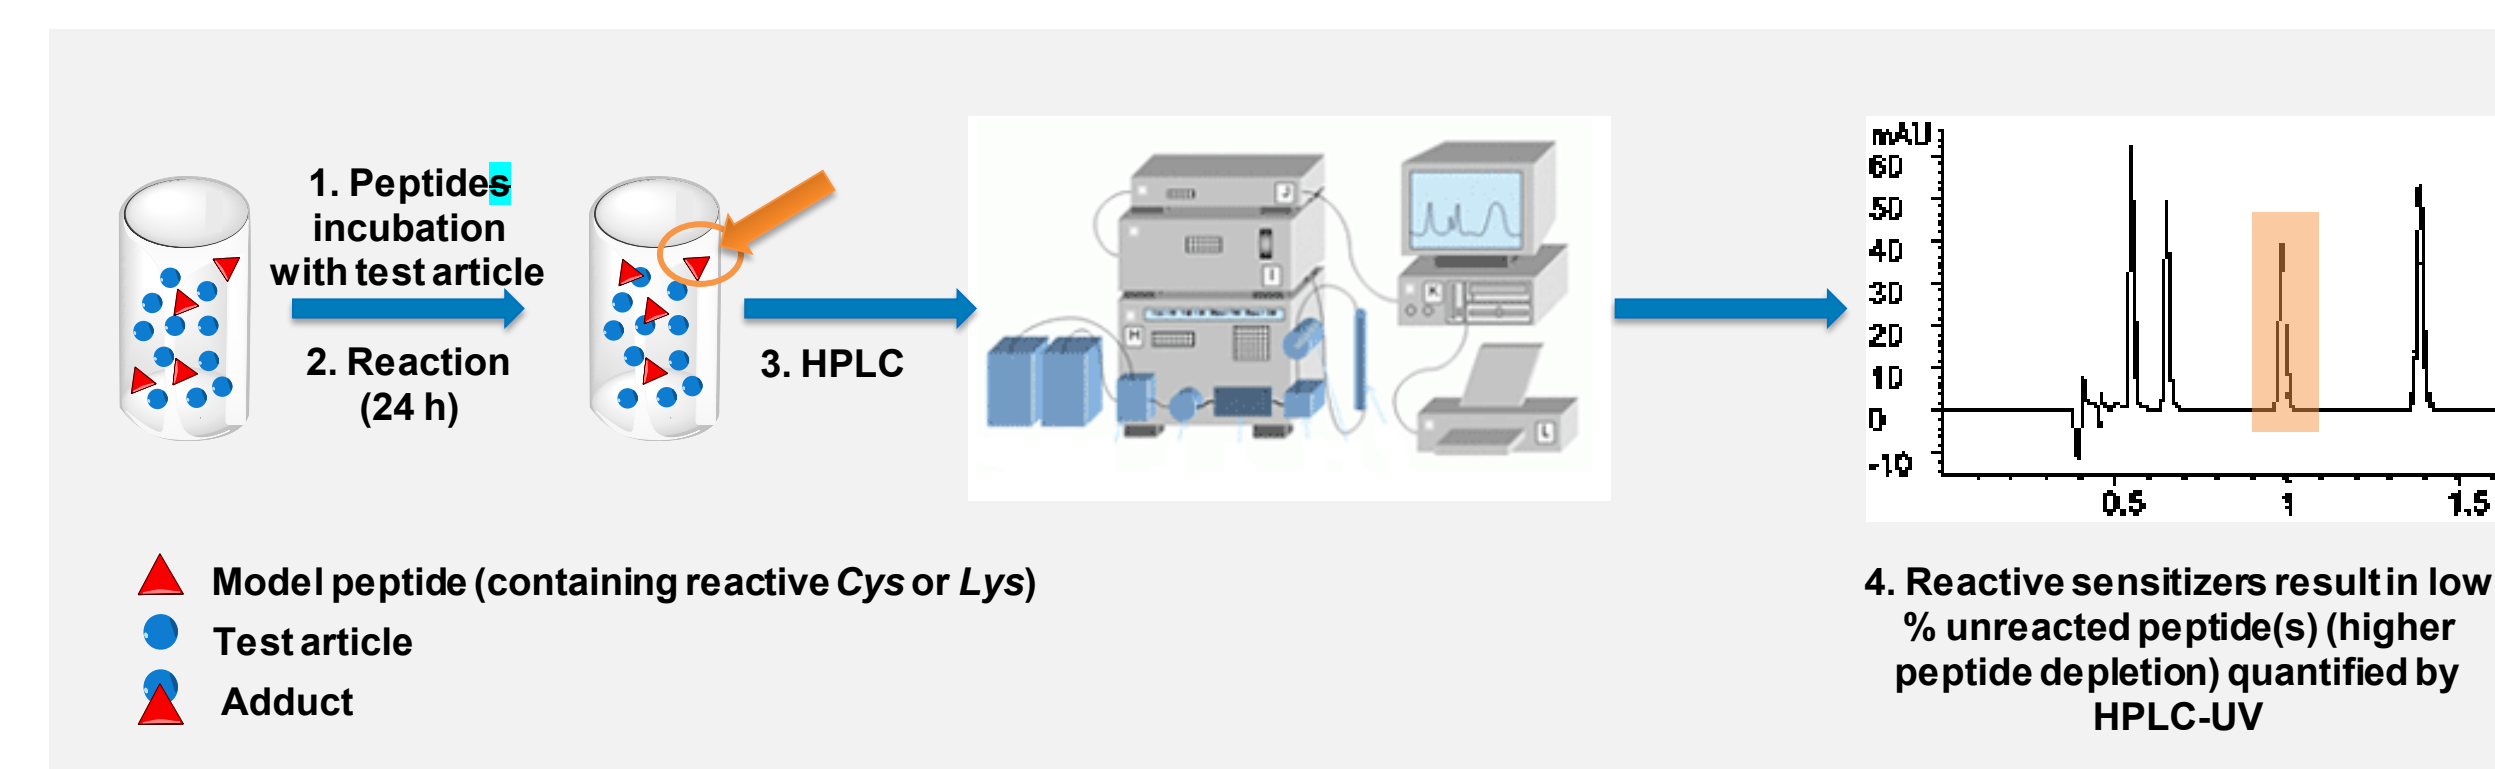 1. Peptides
incubation
with test article
2. Reaction
(24 h)
3. HPLC
J
I
H
K
L
mAU
60
50
40
30
20
10
0
-10
0.5
1
1.5
Model peptide (containing reactive Cys or Lys)
Test article
Adduct
4. Reactive sensitizers result in low
% unreacted peptide(s) (higher
peptide depletion) quantified by
HPLC-UV